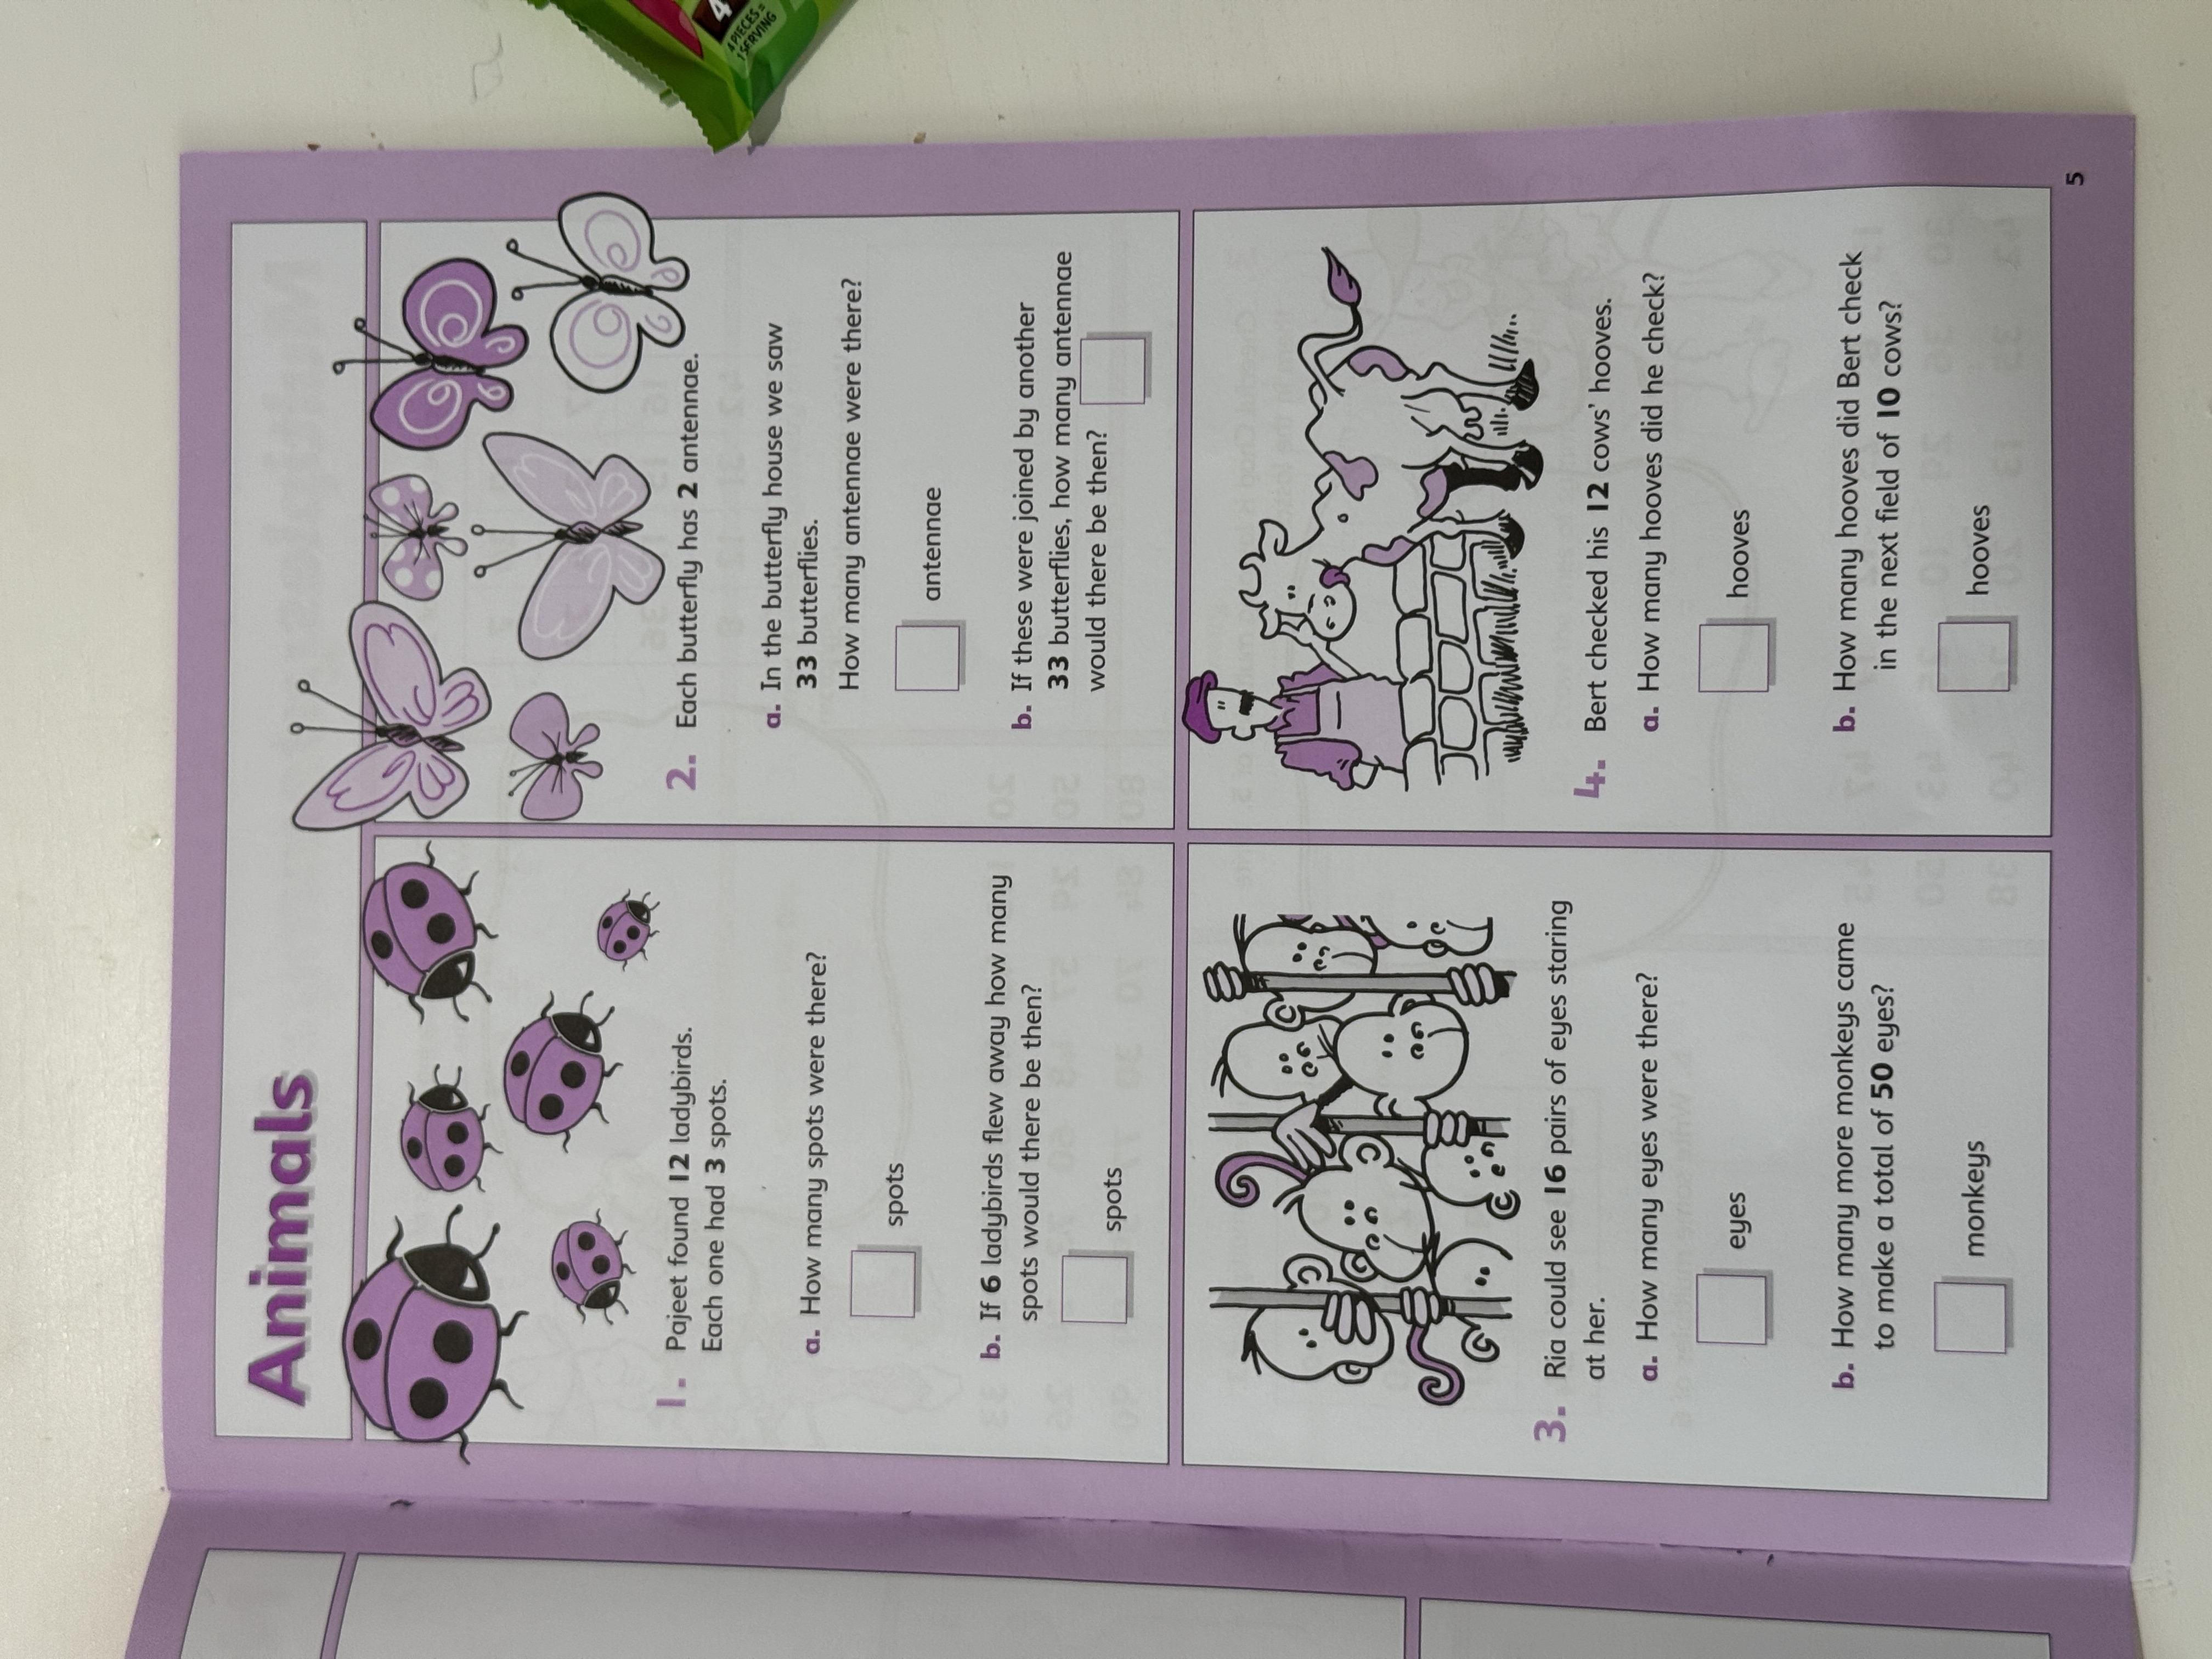 Animals
1. Pajeet found 12 ladybirds.
Each one had 3 spots.
a. How many spots were there?
spots
b. If 6 ladybirds flew away how many
spots would there be then?
spots
2. Each butterfly has 2 antennae.
a. In the butterfly house we saw
33 butterflies.
How many antennae were there?
antennae
b. If these were joined by another
33 butterflies, how many antennae
would there be then?
3. Ria could see 16 pairs of eyes staring
at her.
a. How many eyes were there?
eyes
b. How many more monkeys came
to make a total of 50 eyes?
monkeys
4. Bert checked his 12 cows' hooves.
a. How many hooves did he check?
hooves
b. How many hooves did Bert check
in the next field of 10 cows?
hooves
5
4
4 PIECES =
1 SERVING